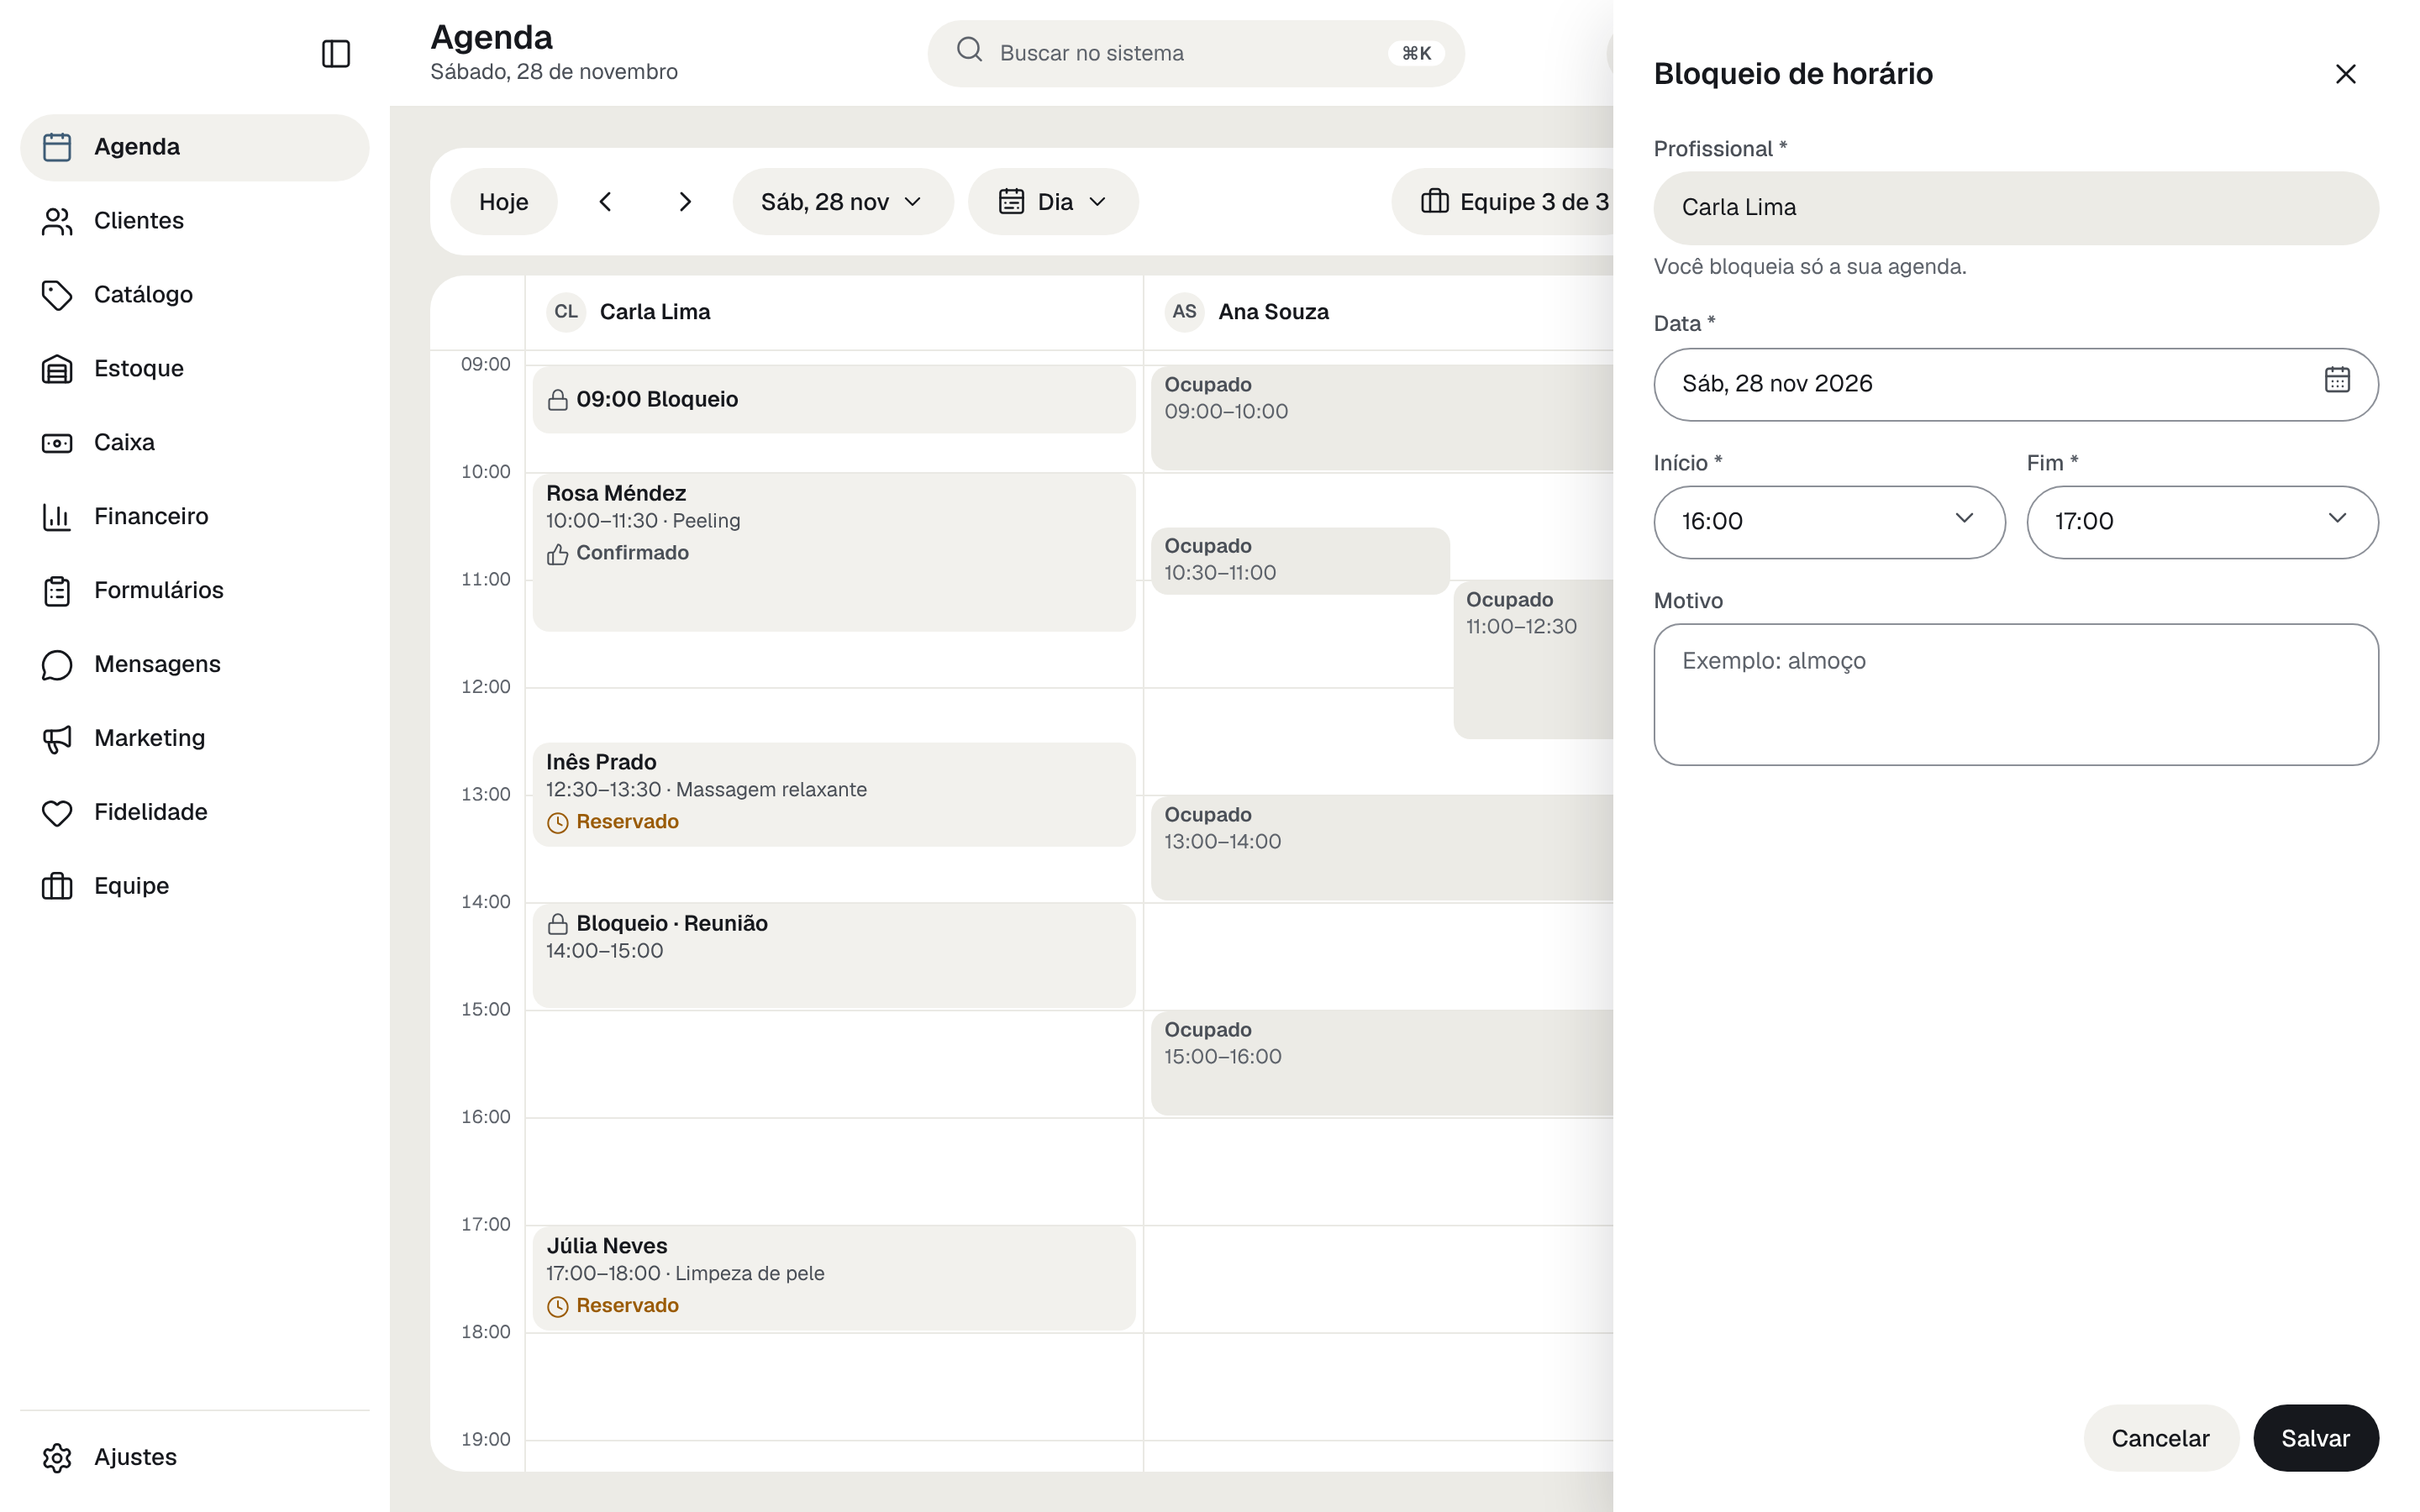 Agenda
Sábado, 28 de novembro
Buscar no sistema
⌘K
Agenda
Clientes
Catálogo
Estoque
Caixa
Financeiro
Formulários
Mensagens
Marketing
Fidelidade
Equipe
Ajustes
Hoje
Sáb, 28 nov
Dia
Equipe 3 de 3
CL Carla Lima
AS Ana Souza
09:00
10:00
11:00
12:00
13:00
14:00
15:00
16:00
17:00
18:00
19:00
09:00 Bloqueio
Rosa Méndez
10:00–11:30 · Peeling
Confirmado
Inês Prado
12:30–13:30 · Massagem relaxante
Reservado
Bloqueio · Reunião
14:00–15:00
Júlia Neves
17:00–18:00 · Limpeza de pele
Reservado
Ocupado
09:00–10:00
Ocupado
10:30–11:00
Ocupado
11:00–12:30
Ocupado
13:00–14:00
Ocupado
15:00–16:00
Bloqueio de horário
Profissional *
Carla Lima
Você bloqueia só a sua agenda.
Data *
Sáb, 28 nov 2026
Início *
Fim *
16:00
17:00
Motivo
Exemplo: almoço
Cancelar
Salvar